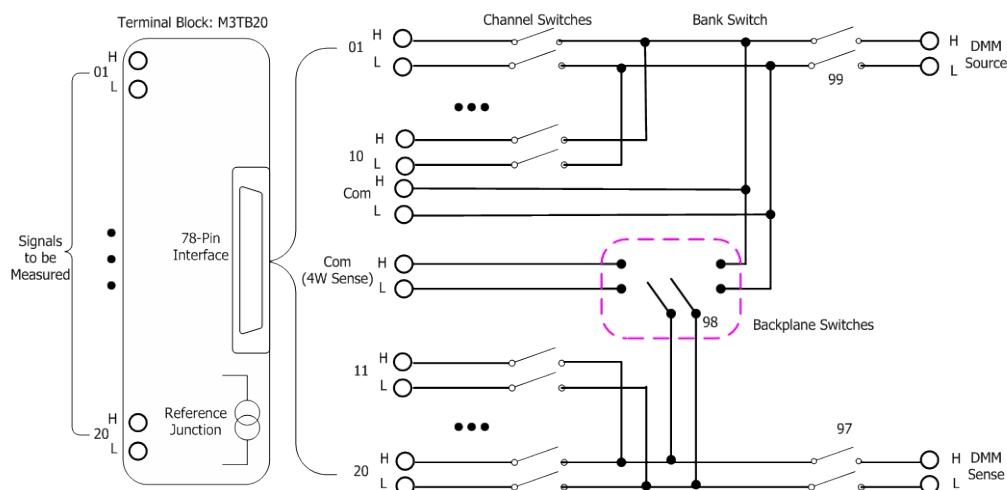 Terminal Block: M3TB20
H
01
L
Signals
to be
Measured
78-Pin
Interface
Reference
Junction
H
20
L
Channel Switches
Bank Switch
01
H
L
H
10
L
Com
H
L
Com
(4W Sense)
H
L
11
H
L
20
H
L
99
H
L
DMM
Source
98
Backplane Switches
97
H
L
DMM
Sense